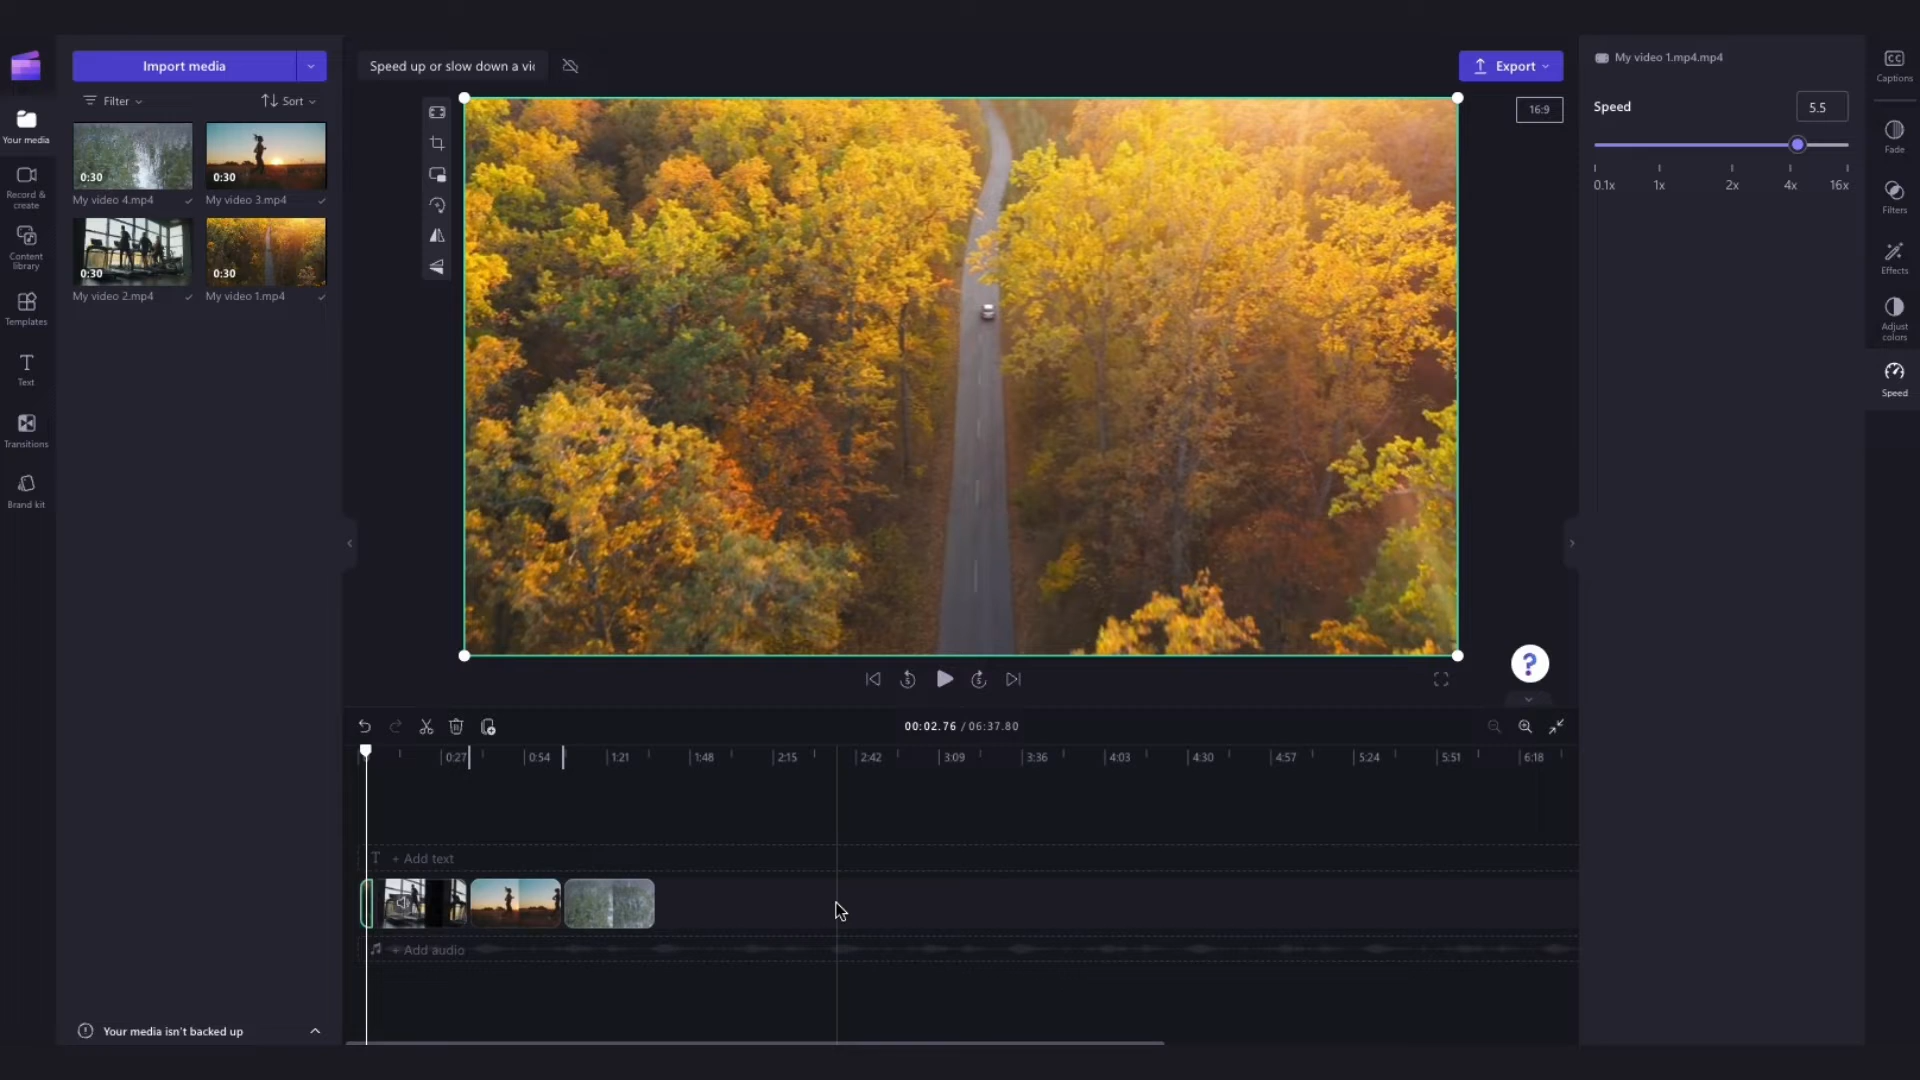 Import media
Speed up or slow down a vi
Export
My video 1.mp4.mp4
CC
Captions
Filter
Sort
16:9
Speed
5.5
0.1x
1x
2x
4x
16x
Your media
Record &
create
Content
library
Templates
Text
Transitions
Brand kit
0:30
0:30
My video 4.mp4
My video 3.mp4
0:30
0:30
My video 2.mp4
My video 1.mp4
Fade
Filters
Effects
Adjust
colors
Speed
5
5
?
00:02.76 / 06:37.80
0:27
0:54
1:21
1:48
2:15
2:42
3:09
3:36
4:03
4:30
4:57
5:24
5:51
6:18
T + Add text
+ Add audio
Your media isn't backed up